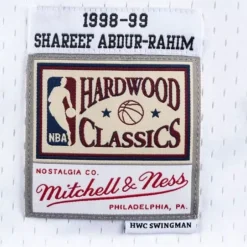 1998-99
SHAREEF ABDUR-RAHIM
HARDWOOD
NBA
CLASSICS
NOSTALGIA CO.
Mitchell & Ness
PHILADELPHIA, PA.
HWC SWINGMAN